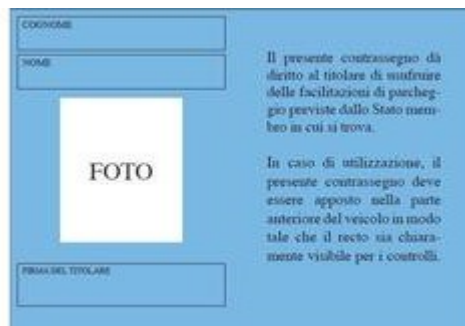 COGNOME
NOME
FOTO
FIRMA DEL TITOLARE
Il presente contrassegno dà
diritto al titolare di usufruire
delle facilitazioni di parcheg-
gio previste dallo Stato mem-
bro in cui si trova.
In caso di utilizzazione, il
presente contrassegno deve
essere apposto nella parte
anteriore del veicolo in modo
tale che il recto sia chiara-
mente visibile per i controlli.